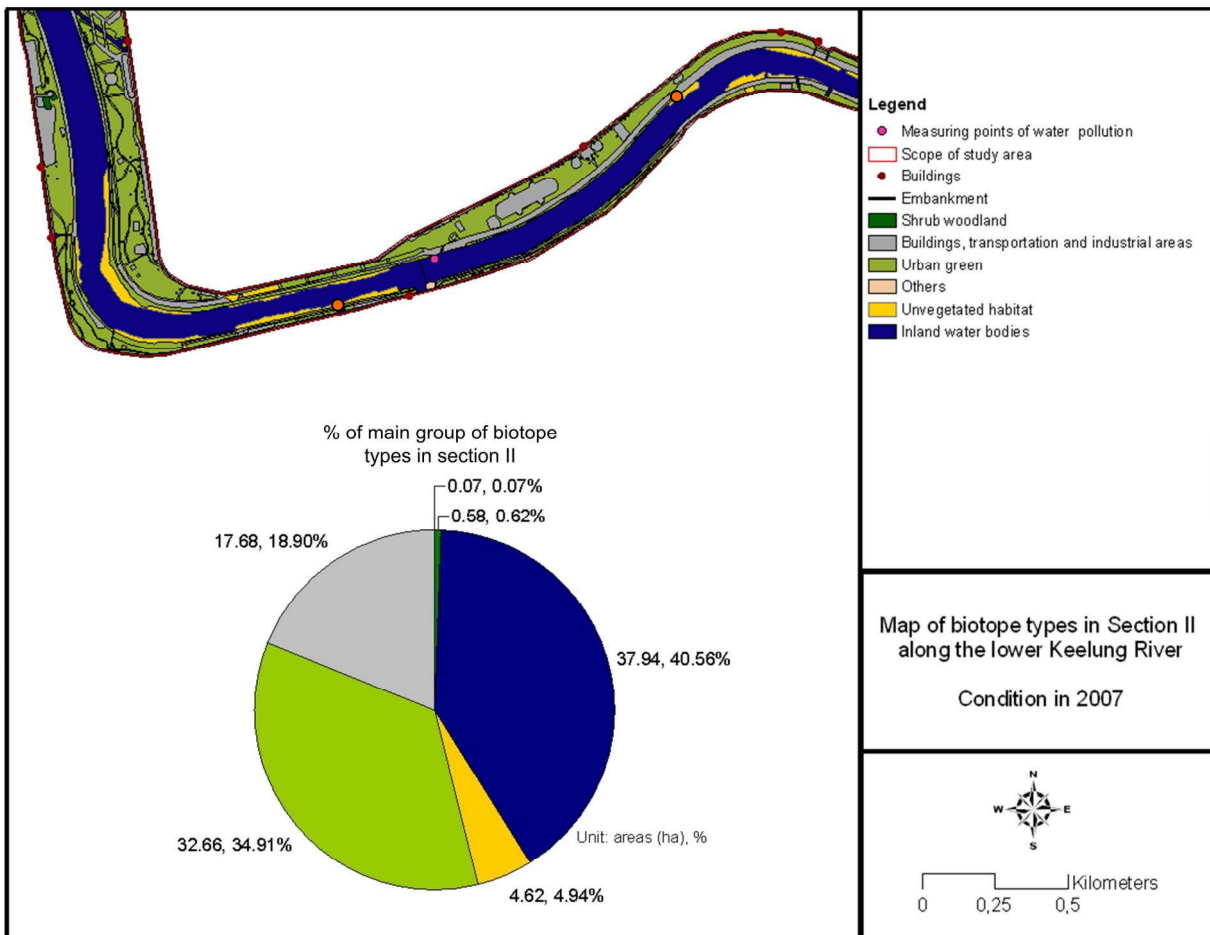 Legend
Measuring points of water pollution
Scope of study area
Buildings
Embankment
Shrub woodland
Buildings, transportation and industrial areas
Urban green
Others
Unvegetated habitat
Inland water bodies
% of main group of biotope
types in section II
0.07, 0.07%
0.58, 0.62%
17.68, 18.90%
37.94, 40.56%
32.66, 34.91%
4.62, 4.94%
Unit: areas (ha), %
Map of biotope types in Section II
along the lower Keelung River
Condition in 2007
N
W E
S
Kilometers
0 0,25 0,5